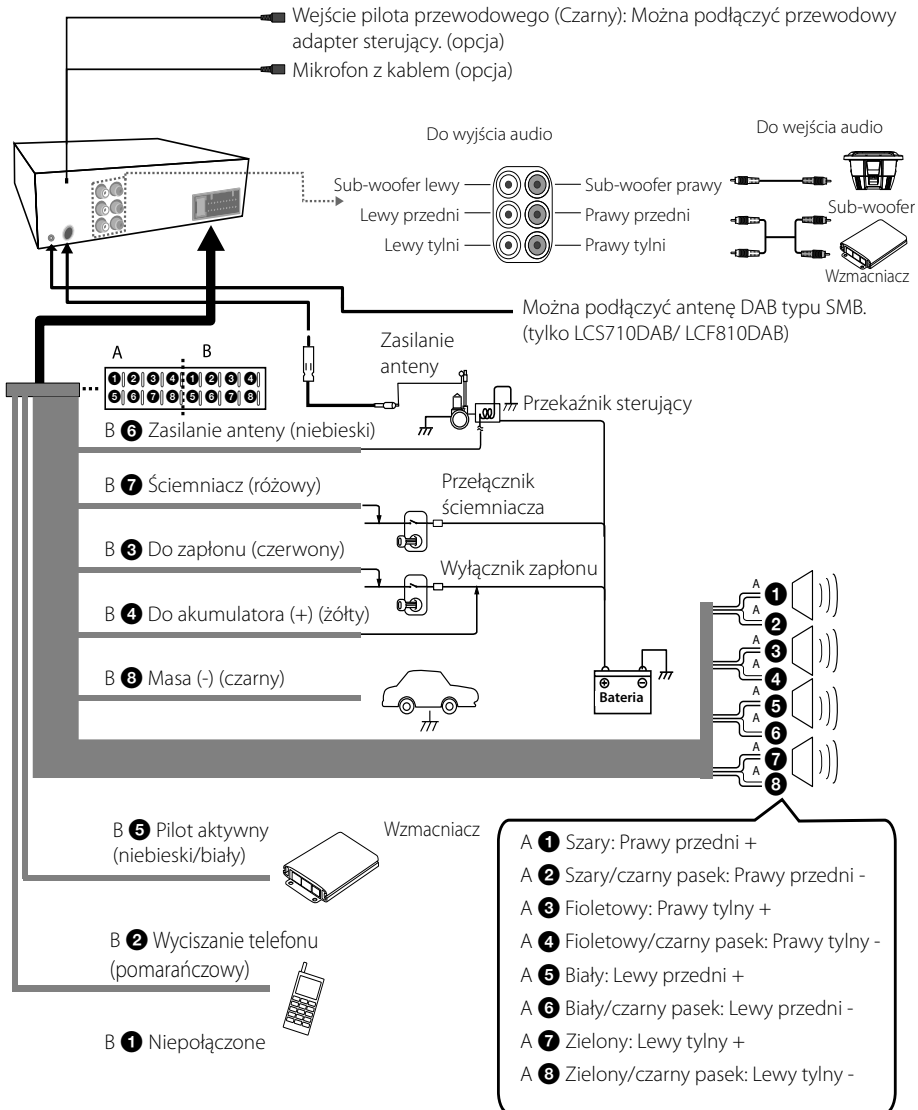 Wejście pilota przewodowego (Czarny): Można podłączyć przewodowy
adapter sterujący. (opcja)
Mikrofon z kablem (opcja)
Do wyjścia audio
Do wejścia audio
Sub-woofer lewy
Sub-woofer prawy
Lewy przedni
Prawy przedni
Lewy tylni
Prawy tylni
Sub-woofer
Wzmacniacz
Można podłączyć antenę DAB typu SMB.
(tylko LCS710DAB/ LCF810DAB)
Zasilanie
anteny
A B
1 2 3 4 1 2 3 4
5 6 7 8 5 6 7 8
Przekaźnik sterujący
B 6 Zasilanie anteny (niebieski)
B 7 Ściemniacz (różowy)
Przełącznik
ściemniacza
B 3 Do zapłonu (czerwony)
Wyłącznik zapłonu
B 4 Do akumulatora (+) (żółty)
B 8 Masa (-) (czarny)
Bateria
A 1
A 2
A 3
A 4
A 5
A 6
A 7
A 8
B 5 Pilot aktywny
(niebieski/biały)
Wzmacniacz
B 2 Wyciszanie telefonu
(pomarańczowy)
B 1 Niepołączone
A 1 Szary: Prawy przedni +
A 2 Szary/czarny pasek: Prawy przedni -
A 3 Fioletowy: Prawy tylny +
A 4 Fioletowy/czarny pasek: Prawy tylny -
A 5 Biały: Lewy przedni +
A 6 Biały/czarny pasek: Lewy przedni -
A 7 Zielony: Lewy tylny +
A 8 Zielony/czarny pasek: Lewy tylny -